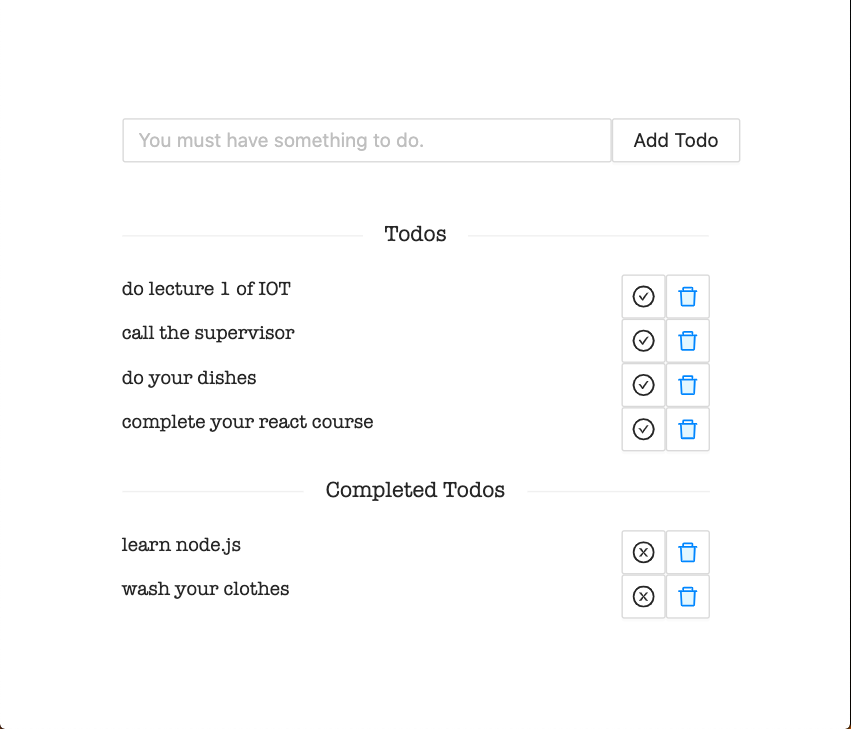 You must have something to do.
Add Todo
Todos
do lecture 1 of IOT
call the supervisor
do your dishes
complete your react course
Completed Todos
learn node.js
wash your clothes